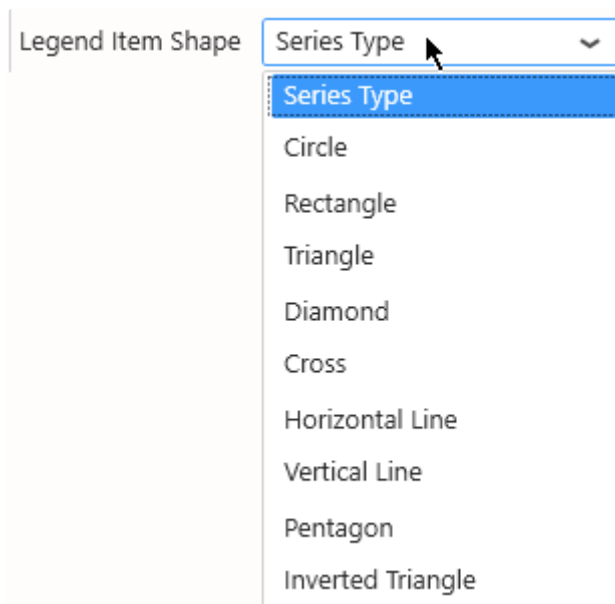 Legend Item Shape Series Type
Series Type
Circle
Rectangle
Triangle
Diamond
Cross
Horizontal Line
Vertical Line
Pentagon
Inverted Triangle